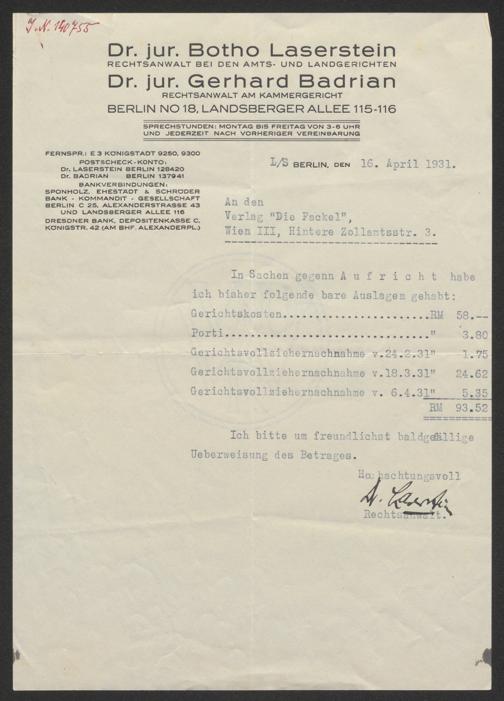 J.N. 140755
Dr. jur. Botho Laserstein
RECHTSANWALT BEI DEN AMTS- UND LANDGERICHTEN
Dr. jur. Gerhard Badrian
RECHTSANWALT AM KAMMERGERICHT
BERLIN NO 18, LANDSBERGER ALLEE 115-116
SPRECHSTUNDEN: MONTAG BIS FREITAG VON 3-6 UHR
UND JEDERZEIT NACH VORHERIGER VEREINBARUNG
FERNSPR.: E 3 KÖNIGSTADT 9250, 9300
POSTSCHECK-KONTO:
Dr. LASERSTEIN BERLIN 128420
Dr. BADRIAN BERLIN 137941
BANKVERBINDUNGEN:
SPONHOLZ, EHESTÄDT & SCHRÖDER
BANK - KOMMANDIT - GESELLSCHAFT
BERLIN C 25, ALEXANDERSTRASSE 43
UND LANDSBERGER ALLEE 116
DRESDNER BANK, DEPOSITENKASSE C,
KÖNIGSTR. 42 (AM BHF. ALEXANDERPL.)
L/S BERLIN, DEN 16. April 1931.
An den
Verlag "Die Fackel",
Wien III, Hintere Zollamtsstr. 3.
In Sachen gegenn A u f r i c h t habe
ich bisher folgende bare Auslagen gehabt:
Gerichtskosten......................RM 58.--
Porti................................" 3.80
Gerichtsvollziehernachnahme v.24.2.31" 1.75
Gerichtsvollziehernachnahme v.18.3.31" 24.62
Gerichtsvollziehernachnahme v. 6.4.31" 5.35
RM 93.52
Ich bitte um freundlichst baldgefällige
Ueberweisung des Betrages.
Hochachtungsvoll
Dr. Laserstein
Rechtsanwalt.